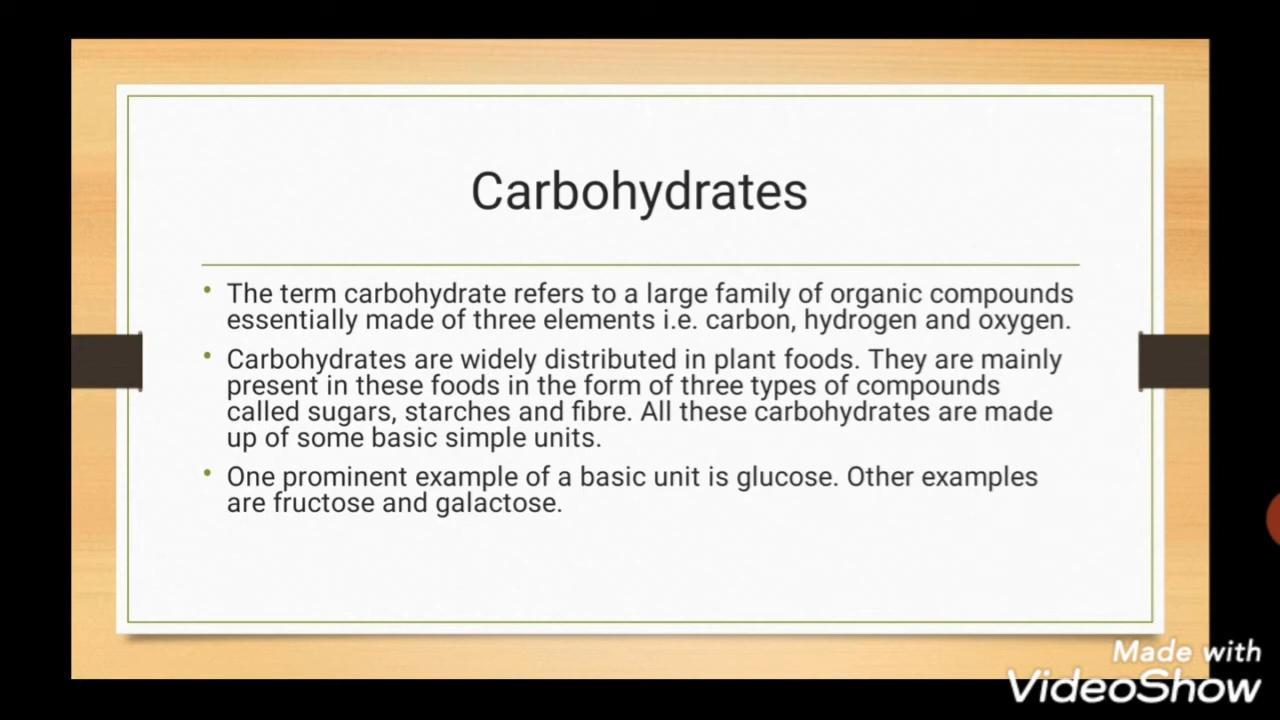 Carbohydrates
• The term carbohydrate refers to a large family of organic compounds
essentially made of three elements i.e. carbon, hydrogen and oxygen.
• Carbohydrates are widely distributed in plant foods. They are mainly
present in these foods in the form of three types of compounds
called sugars, starches and fibre. All these carbohydrates are made
up of some basic simple units.
• One prominent example of a basic unit is glucose. Other examples
are fructose and galactose.
Made with
VideoShow